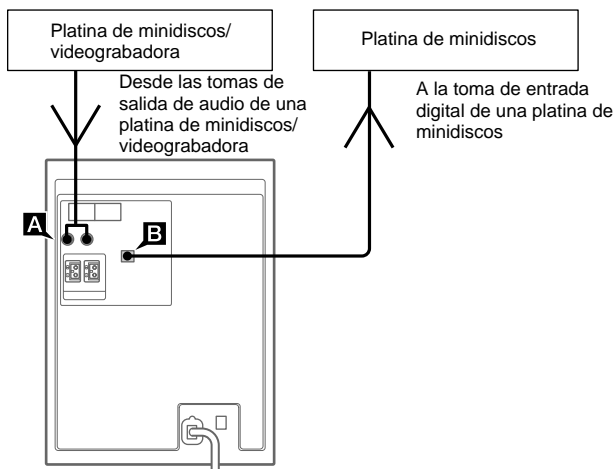 Platina de minidiscos/
videograbadora
Platina de minidiscos
Desde las tomas de
salida de audio de una
platina de minidiscos/
videograbadora
A la toma de entrada
digital de una platina de
minidiscos
A
B